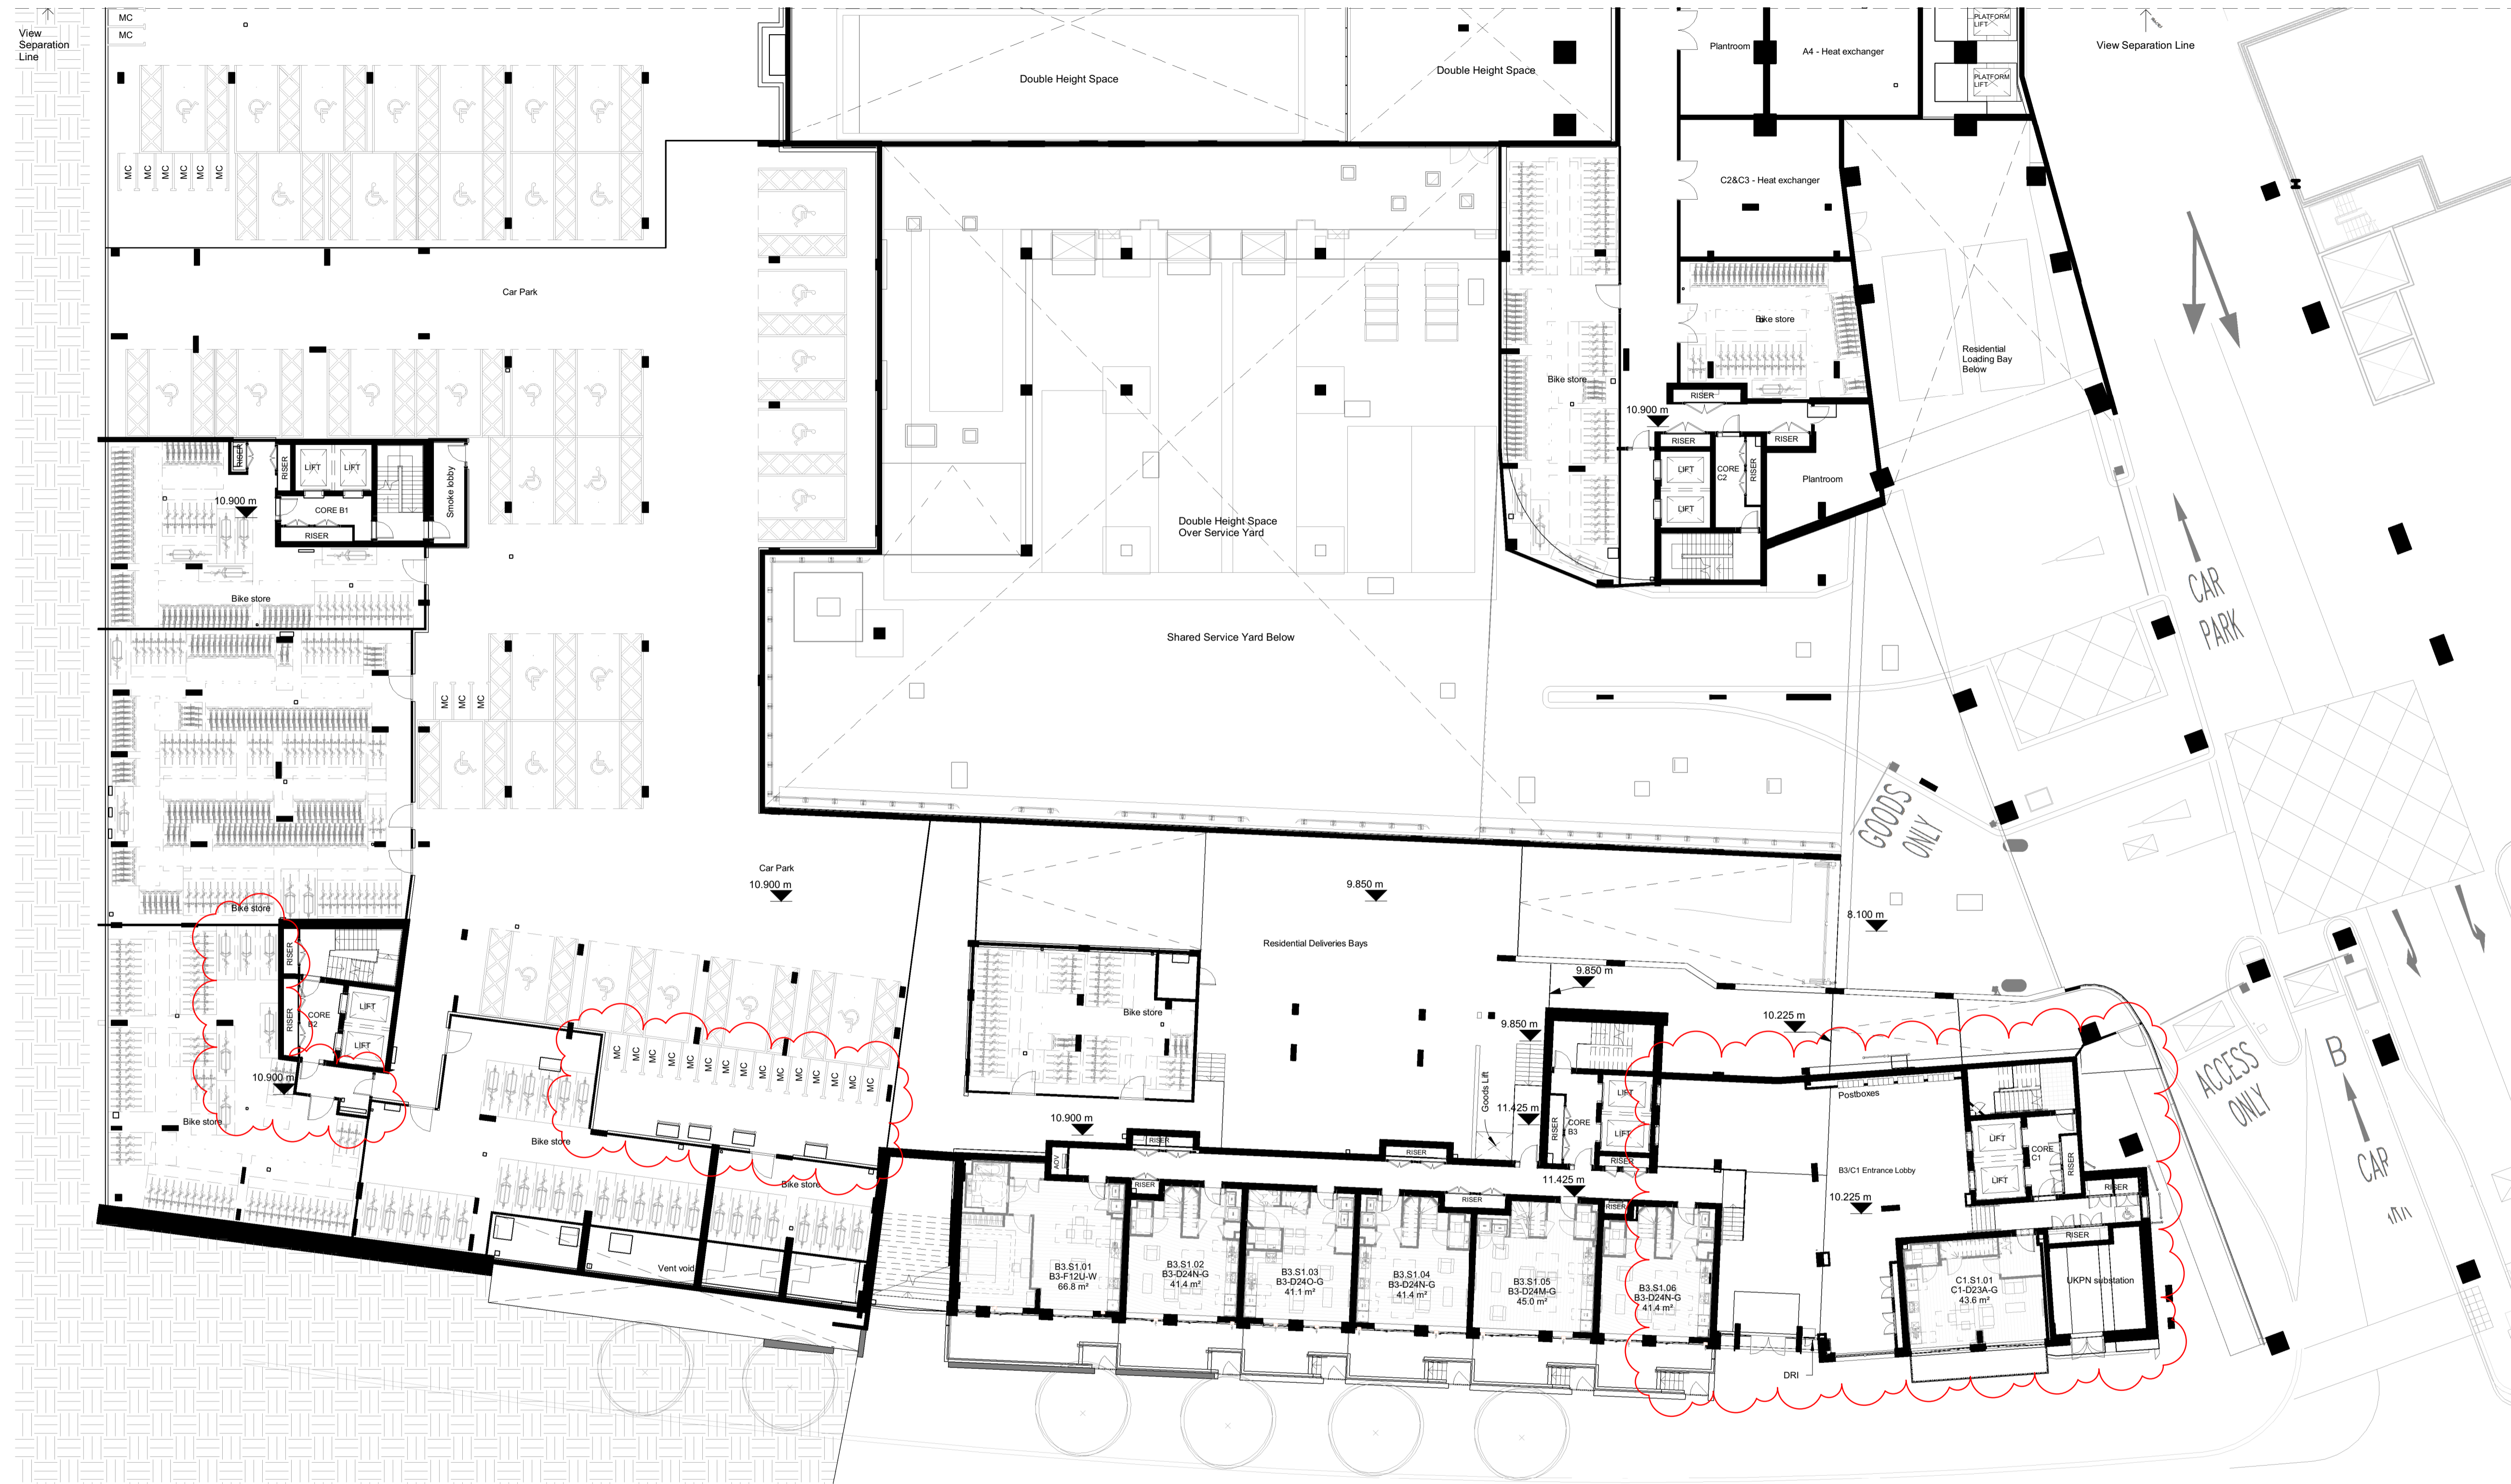 View
Separation
Line
MC
MC
Double Height Space
Double Height Space
Plantroom
A4 - Heat exchanger
PLATFORM
LIFT
PLATFORM
LIFT
View Separation Line
MC
MC
MC
MC
MC
MC
C2&C3 - Heat exchanger
Car Park
Bike store
Residential
Loading Bay
Below
Bike store
RISER
10.900 m
RISER
RISER
RISER
RISER
LIFT
LIFT
Smoke lobby
10.900 m
CORE B1
RISER
LIFT
CORE
C2
RISER
LIFT
Plantroom
Double Height Space
Over Service Yard
Bike store
Shared Service Yard Below
CAR
PARK
MC
MC
MC
GOODS
ONLY
Car Park
10.900 m
9.850 m
8.100 m
Bike store
RISER
Residential Deliveries Bays
9.850 m
RISER
CORE
B2
LIFT
LIFT
10.900 m
Bike store
Bike store
MC
MC
MC
MC
MC
MC
MC
MC
MC
MC
MC
MC
MC
MC
Bike store
Bike store
Vent void
9.850 m
10.225 m
Goods Lift
11.425 m
10.900 m
RISER
RISER
AOV
RISER
RISER
RISER
CORE
B3
LIFT
LIFT
RISER
11.425 m
RISER
Postboxes
B3/C1 Entrance Lobby
10.225 m
LIFT
CORE
C1
LIFT
RISER
RISER
RISER
ACCESS
ONLY
B
CAR
B3.S1.01
B3-F12U-W
66.8 m²
B3.S1.02
B3-D24N-G
41.4 m²
B3.S1.03
B3-D24O-G
41.1 m²
B3.S1.04
B3-D24N-G
41.4 m²
B3.S1.05
B3-D24M-G
45.0 m²
B3.S1.06
B3-D24N-G
41.4 m²
C1.S1.01
C1-D23A-G
43.6 m²
UKPN substation
DRI